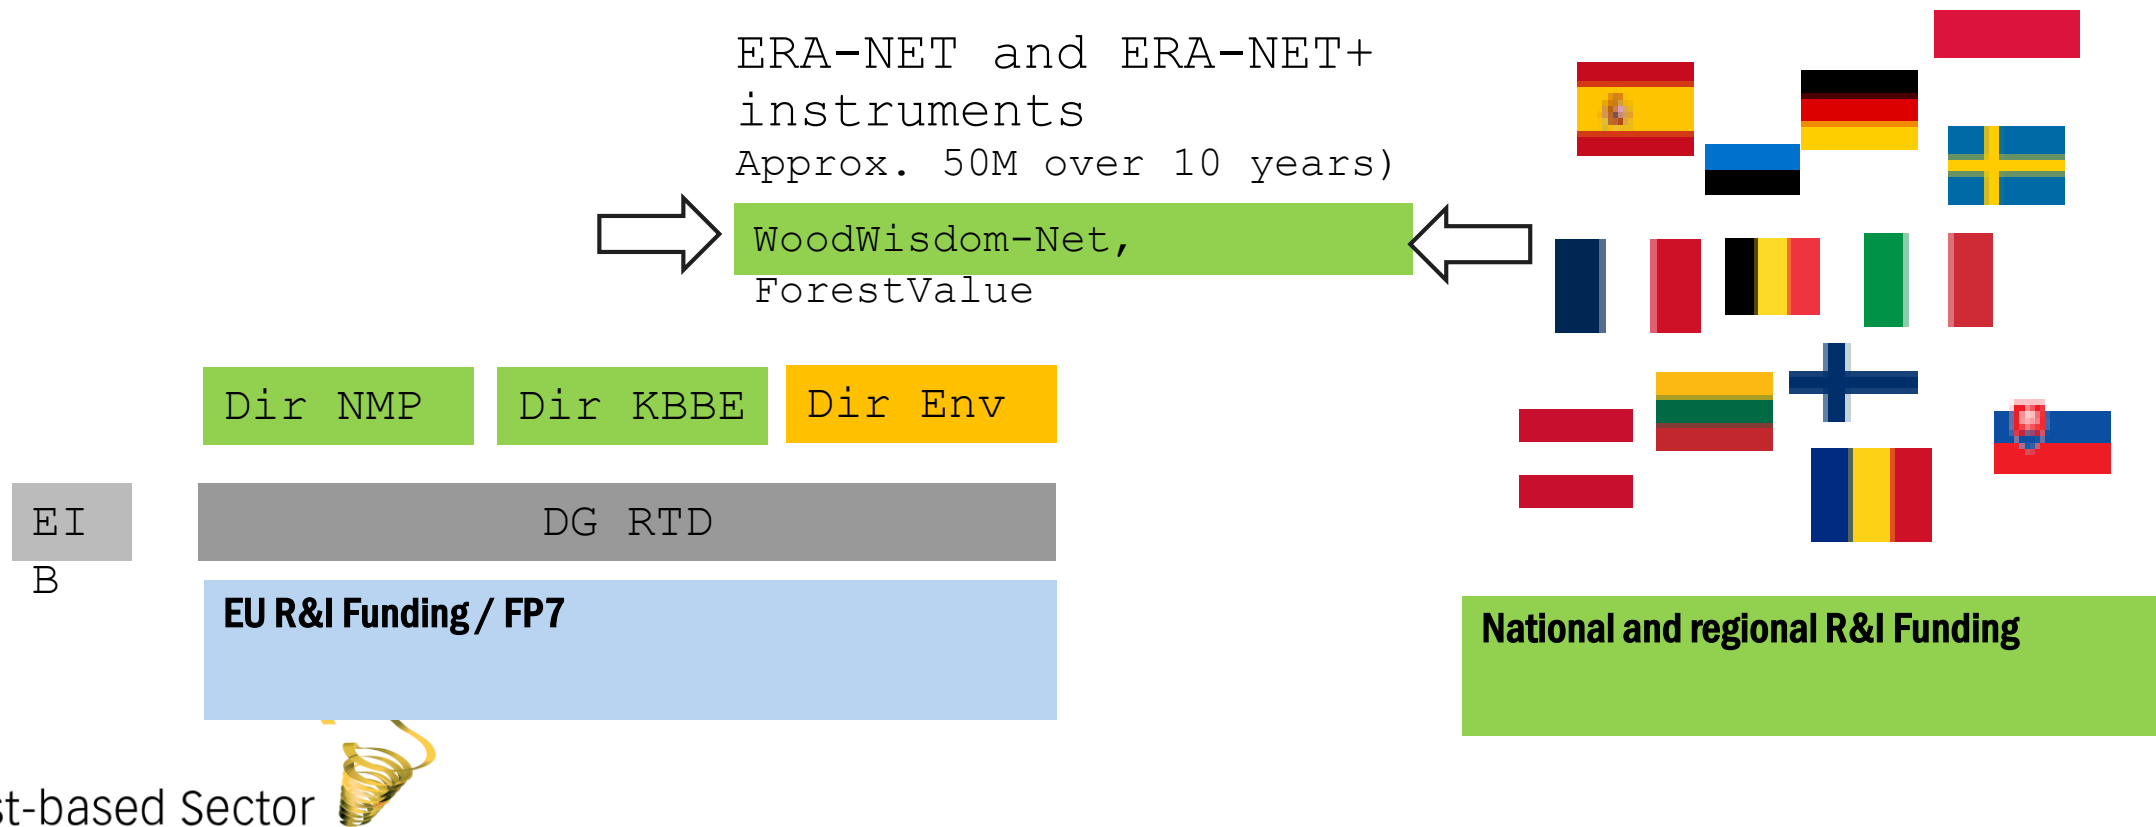 ERA-NET and ERA-NET+
instruments
Approx. 50M over 10 years)
WoodWisdom-Net,
ForestValue
Dir NMP
Dir KBBE
Dir Env
EI
B
DG RTD
EU R&I Funding / FP7
National and regional R&I Funding
st-based Sector